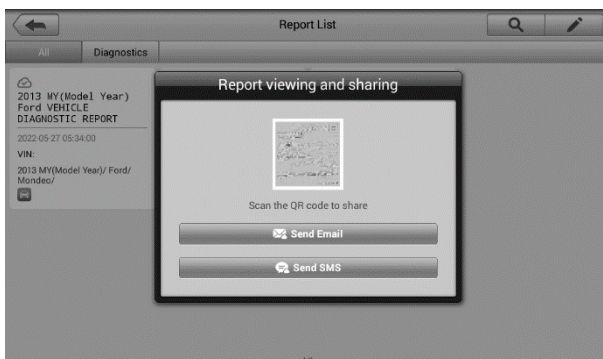 Report List
All
Diagnostics
2013 MY(Model Year)
Ford VEHICLE
DIAGNOSTIC REPORT
2022-05-27 05:34:00
VIN:
2013 MY(Model Year)/ Ford/
Mondeo/
Report viewing and sharing
Scan the QR code to share
Send Email
Send SMS